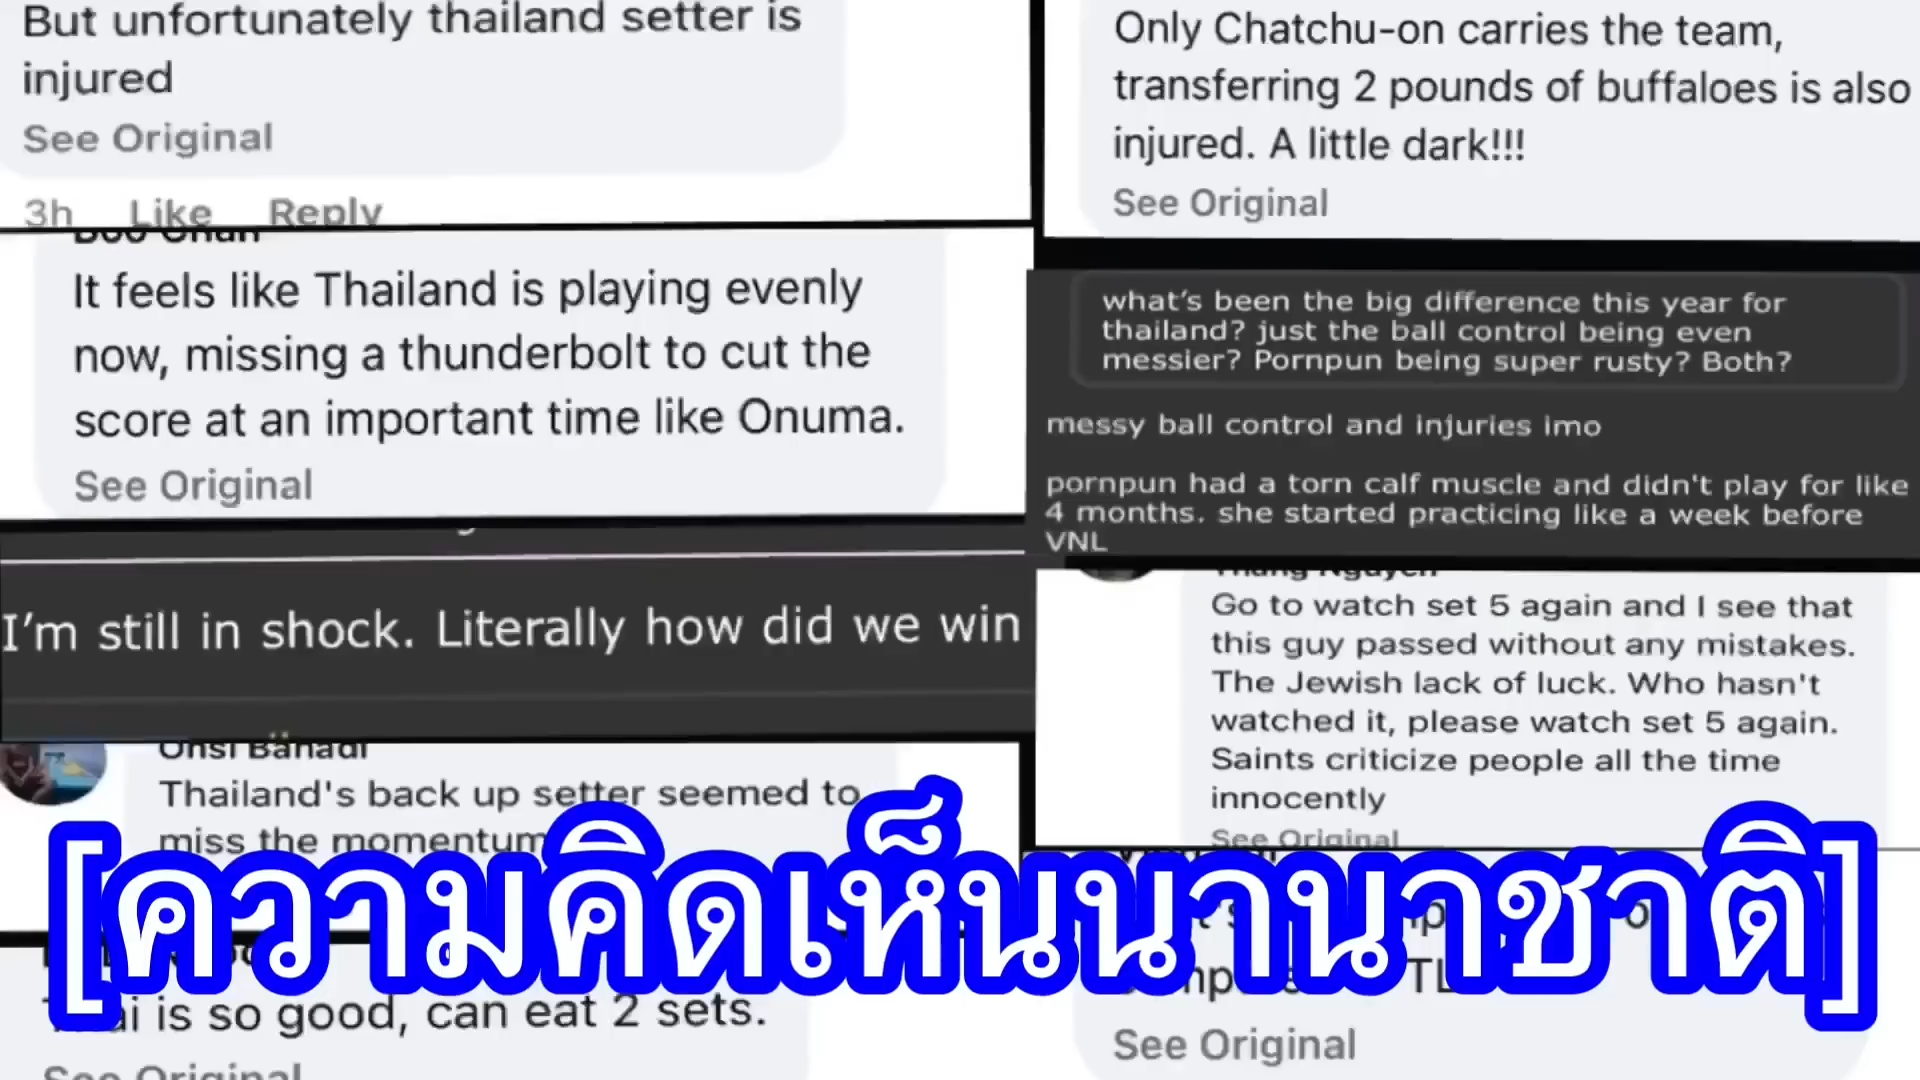 But unfortunately thailand setter is
injured
See Original
3h Like Reply
It feels like Thailand is playing evenly
now, missing a thunderbolt to cut the
score at an important time like Onuma.
See Original
I'm still in shock. Literally how did we win
Thailand's back up setter seemed to
miss the momentum
is so good, can eat 2 sets.
See Original
Only Chatchu-on carries the team,
transferring 2 pounds of buffaloes is also
injured. A little dark!!!
See Original
what's been the big difference this year for
thailand? just the ball control being even
messier? Pornpun being super rusty? Both?
messy ball control and injuries imo
pornpun had a torn calf muscle and didn't play for like
4 months. she started practicing like a week before
VNL
Go to watch set 5 again and I see that
this guy passed without any mistakes.
The Jewish lack of luck. Who hasn't
watched it, please watch set 5 again.
Saints criticize people all the time
innocently
See Original
See Original
[ความคิดเห็นนานาชาติ]